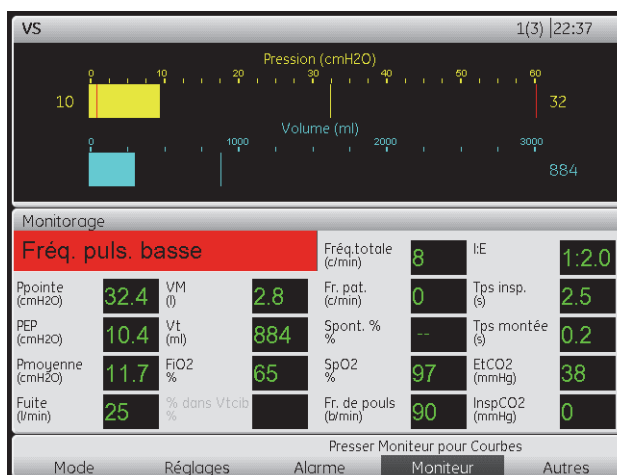 VS 1(3) |22:37
Pression (cmH2O)
0 10 20 30 40 50 60
10 32
Volume (ml)
0 1000 2000 3000
884
Monitorage
Fréq. puls. basse
Fréq.totale (c/min) 8 I:E 1:2.0
Ppointe (cmH2O) 32.4 VM (l) 2.8 Fr. pat. (c/min) 0 Tps insp. (s) 2.5
PEP (cmH2O) 10.4 Vt (ml) 884 Spont. % % -- Tps montée (s) 0.2
Pmoyenne (cmH2O) 11.7 FiO2 % 65 SpO2 % 97 EtCO2 (mmHg) 38
Fuite (l/min) 25 % dans Vtcib % Fr. de pouls (b/min) 90 InspCO2 (mmHg) 0
Presser Moniteur pour Courbes
Mode Réglages Alarme Moniteur Autres